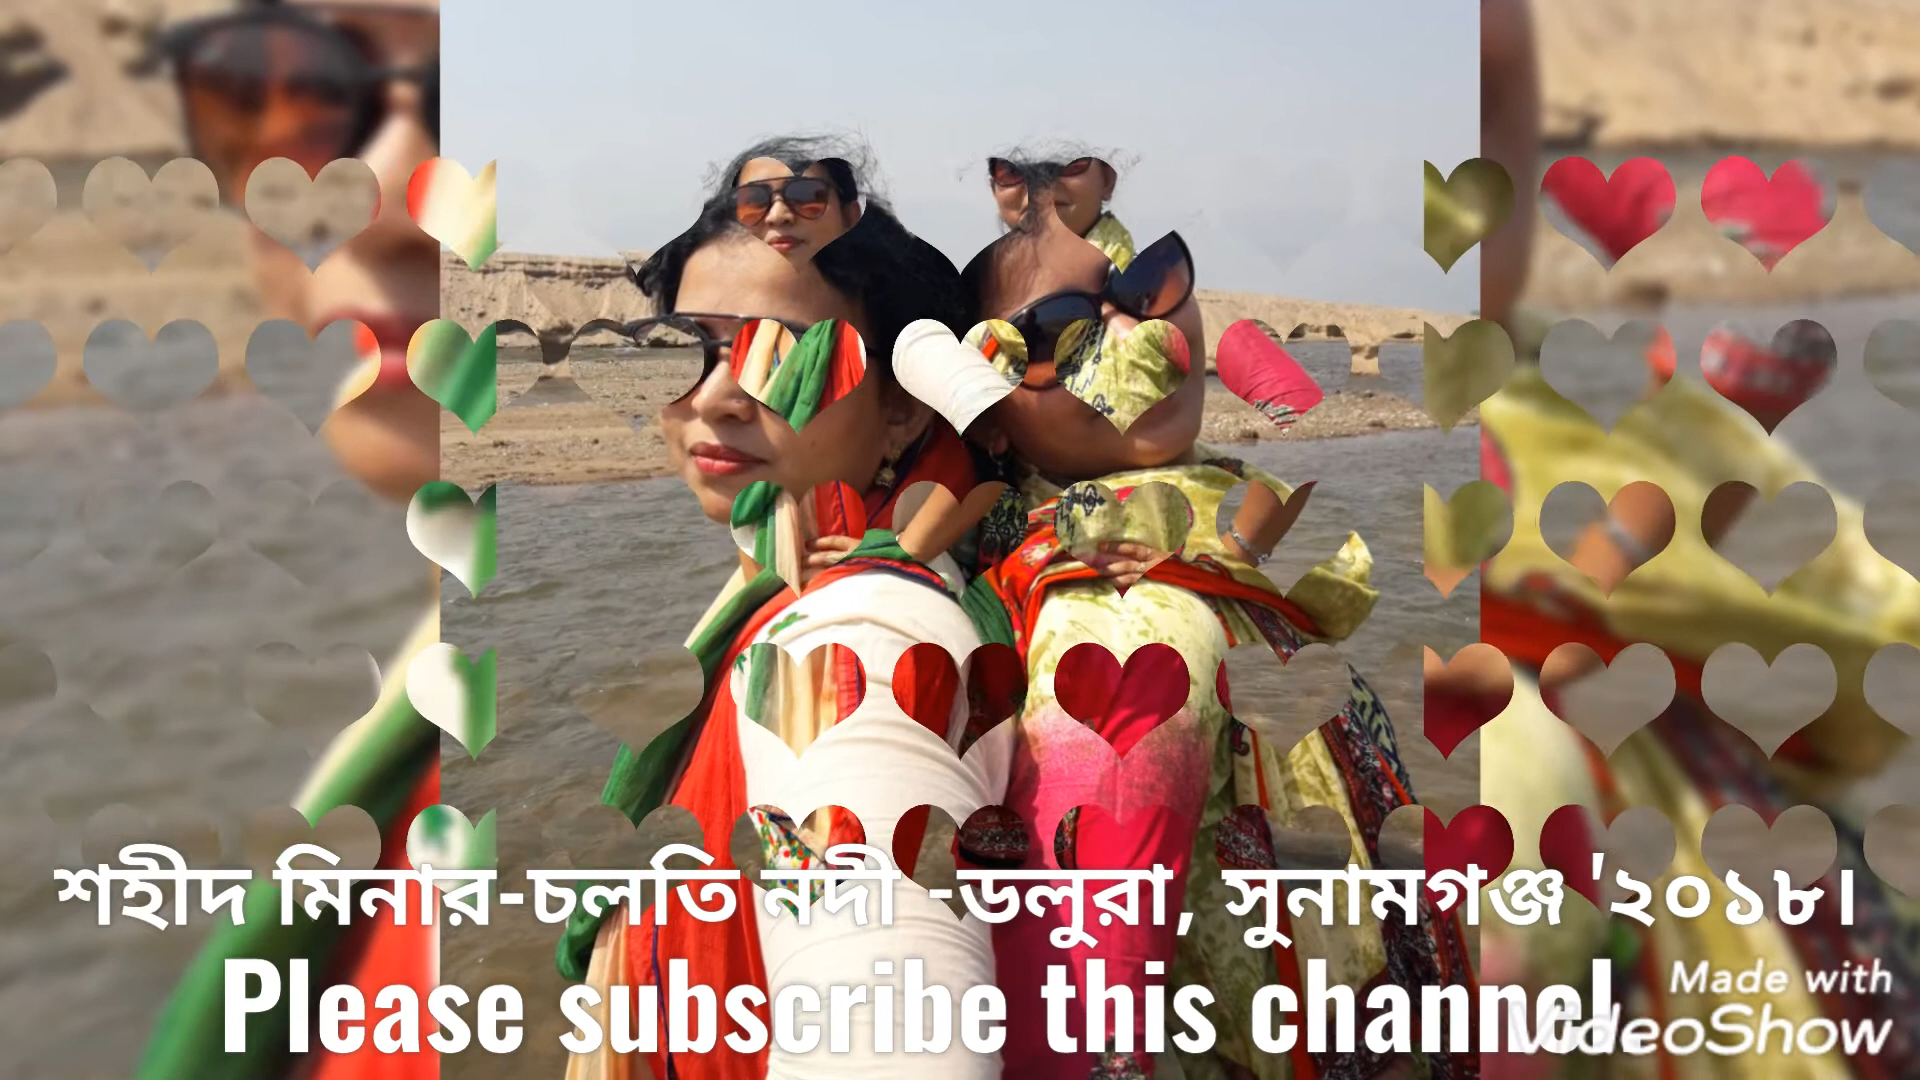 শহীদ মিনার-চলতি নদী -ডলুরা, সুনামগঞ্জ '২০১৮।
Please subscribe this channel.
Made with
VideoShow